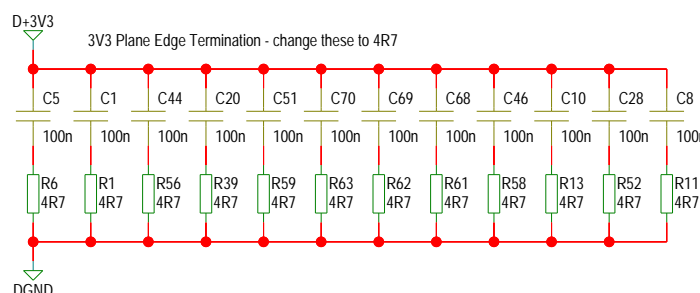 D+3V3
3V3 Plane Edge Termination - change these to 4R7
C5 C1 C44 C20 C51 C70 C69 C68 C46 C10 C28 C8
100n 100n 100n 100n 100n 100n 100n 100n 100n 100n 100n 100n
R6 R1 R56 R39 R59 R63 R62 R61 R58 R13 R52 R11
4R7 4R7 4R7 4R7 4R7 4R7 4R7 4R7 4R7 4R7 4R7 4R7
DGND